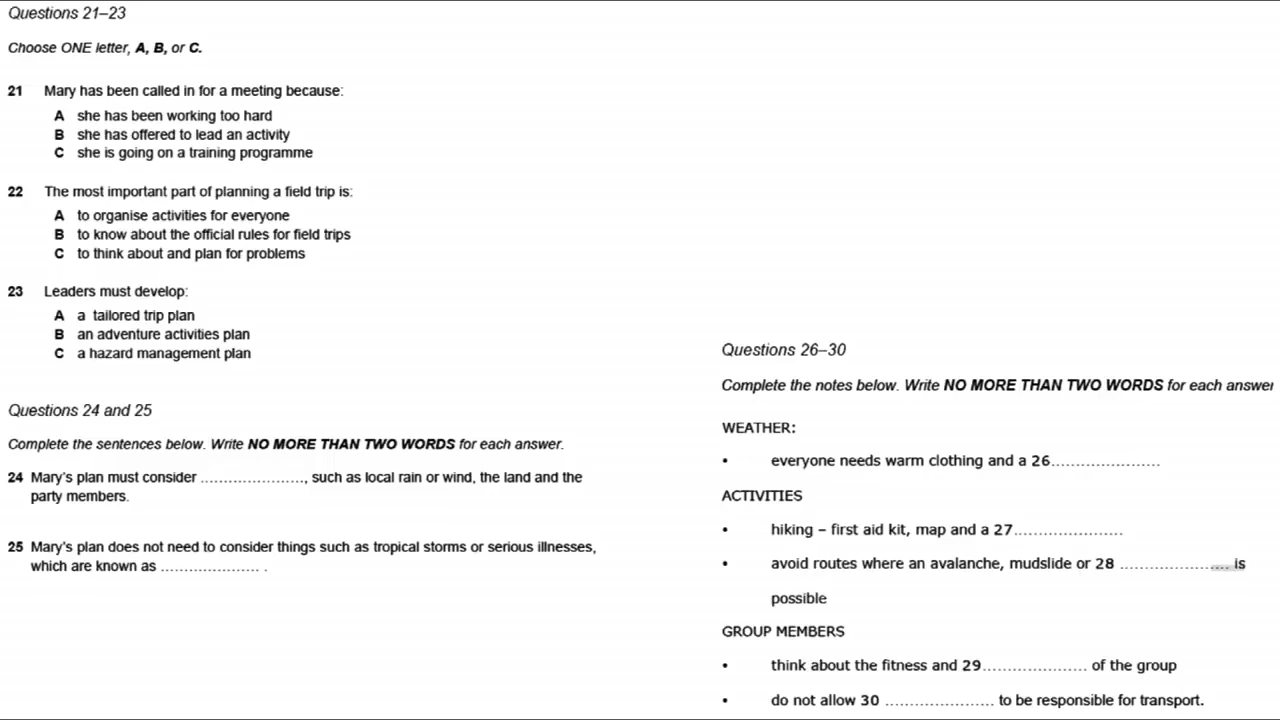 Questions 21–23
Choose ONE letter, A, B, or C.
21 Mary has been called in for a meeting because:
A she has been working too hard
B she has offered to lead an activity
C she is going on a training programme
22 The most important part of planning a field trip is:
A to organise activities for everyone
B to know about the official rules for field trips
C to think about and plan for problems
23 Leaders must develop:
A a tailored trip plan
B an adventure activities plan
C a hazard management plan
Questions 24 and 25
Complete the sentences below. Write NO MORE THAN TWO WORDS for each answer.
24 Mary's plan must consider ……………………, such as local rain or wind, the land and the
party members.
25 Mary's plan does not need to consider things such as tropical storms or serious illnesses,
which are known as ………………… .
Questions 26–30
Complete the notes below. Write NO MORE THAN TWO WORDS for each answer
WEATHER:
• everyone needs warm clothing and a 26……………………
ACTIVITIES
• hiking – first aid kit, map and a 27……………………
• avoid routes where an avalanche, mudslide or 28 …………………… is
possible
GROUP MEMBERS
• think about the fitness and 29…………………… of the group
• do not allow 30 …………………… to be responsible for transport.